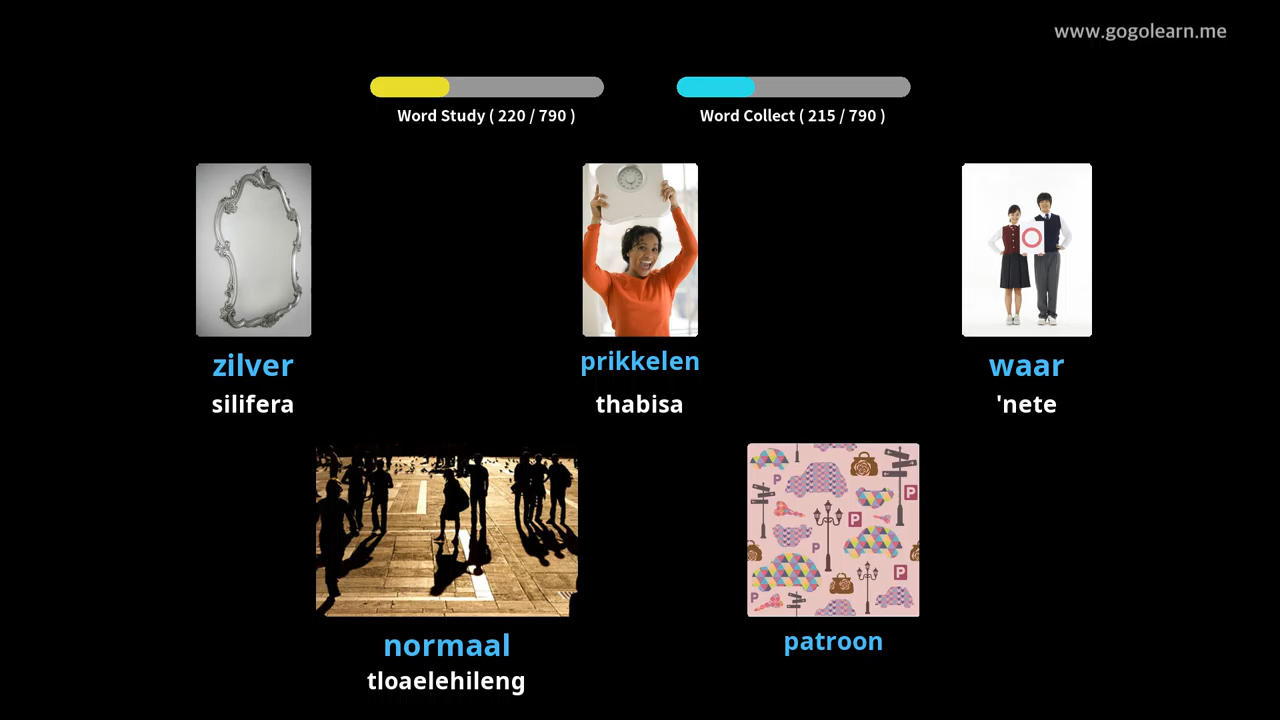 www.gogolearn.me
Word Study ( 220 / 790 )
Word Collect ( 215 / 790 )
zilver
silifera
prikkelen
thabisa
waar
'nete
normaal
tloaelehileng
P
P
P
P
P
P
patroon